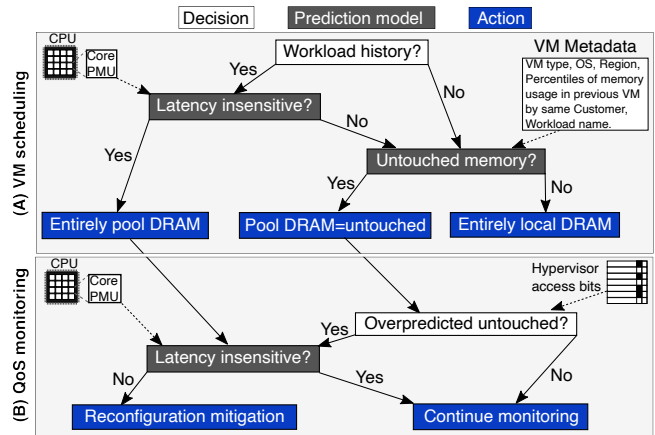 Decision
Prediction model
Action
(A) VM scheduling
CPU
Core
PMU
Workload history?
VM Metadata
VM type, OS, Region,
Percentiles of memory
usage in previous VM
by same Customer,
Workload name.
Yes
No
Latency insensitive?
No
Yes
Untouched memory?
Yes
No
Entirely pool DRAM
Pool DRAM=untouched
Entirely local DRAM
(B) QoS monitoring
CPU
Core
PMU
Hypervisor
access bits
Overpredicted untouched?
Yes
Latency insensitive?
No
Yes
No
Reconfiguration mitigation
Continue monitoring